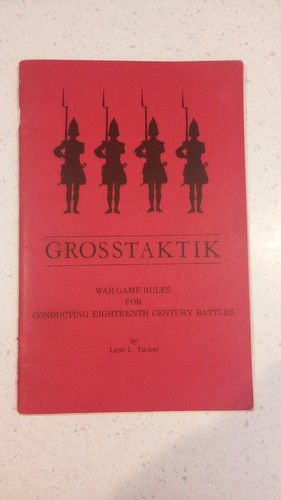 GROSSTAKTIK
WAR GAME RULES
FOR
CONDUCTING EIGHTEENTH CENTURY BATTLES
by
Leon L. Tucker